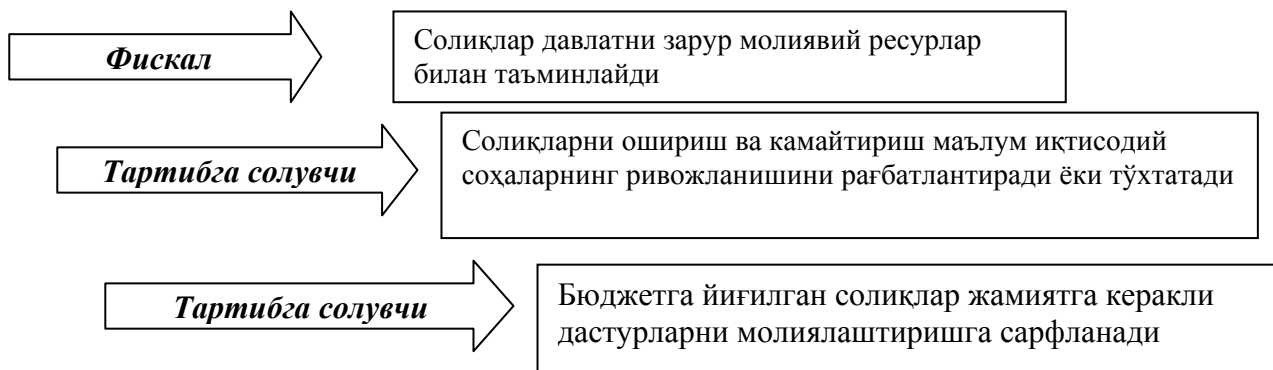 Фискал
Солиқлар давлатни зарур молиявий ресурлар
билан таъминлайди
Тартибга солувчи
Солиқларни ошириш ва камайтириш маълум иқтисодий
соҳаларнинг ривожланишини рағбатлантиради ёки тўхтатади
Тартибга солувчи
Бюджетга йиғилган солиқлар жамиятга керакли
дастурларни молиялаштиришга сарфланади